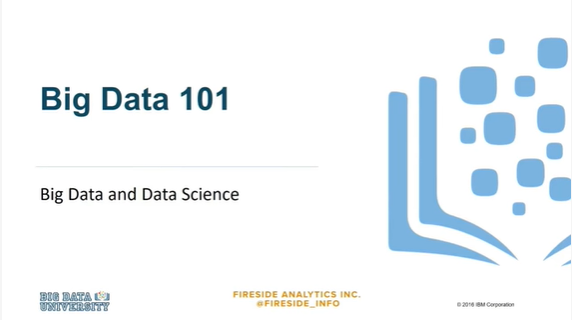 Big Data 101
Big Data and Data Science
BIG DATA
UNIVERSITY
FIRESIDE ANALYTICS INC.
@FIRESIDE_INFO
© 2016 IBM Corporation